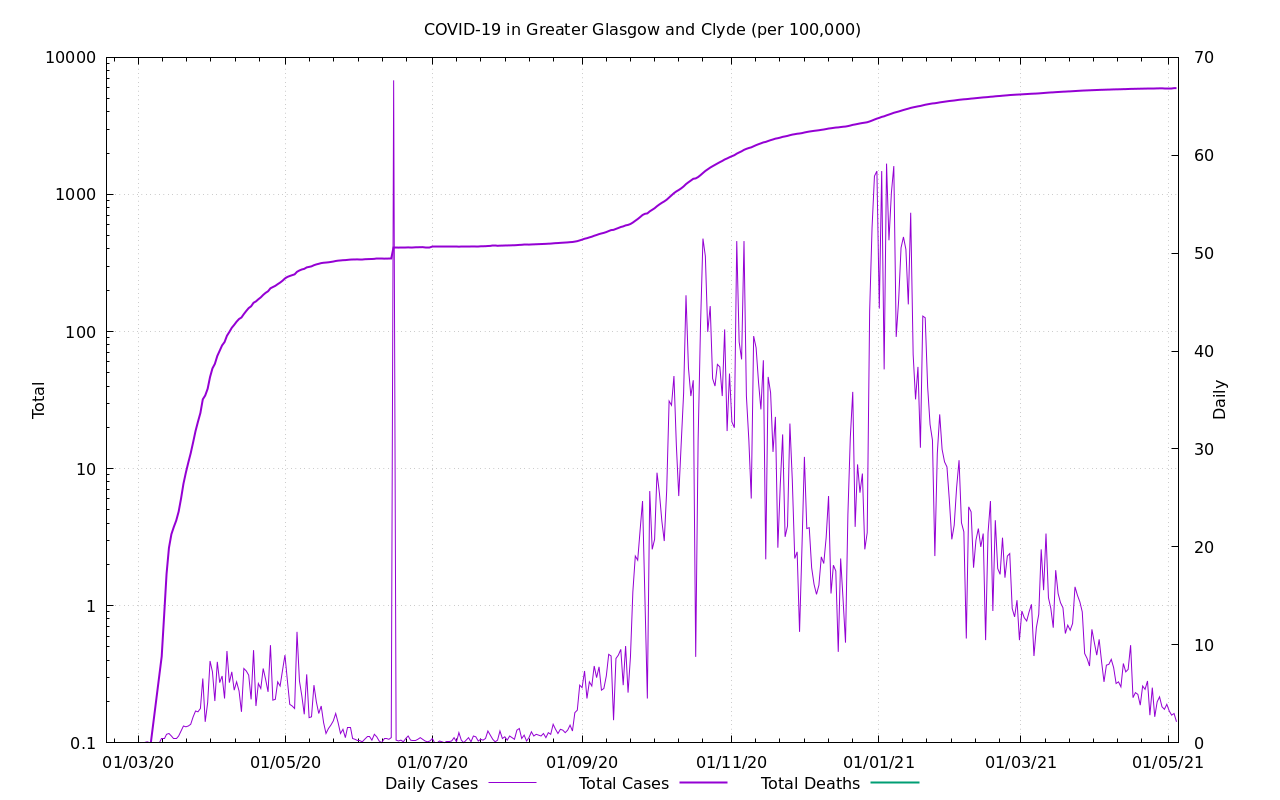 COVID-19 in Greater Glasgow and Clyde (per 100,000)
10000
1000
100
10
1
0.1
Total
70
60
50
40
30
20
10
0
Daily
01/03/20 01/05/20 01/07/20 01/09/20 01/11/20 01/01/21 01/03/21 01/05/21
Daily Cases Total Cases Total Deaths